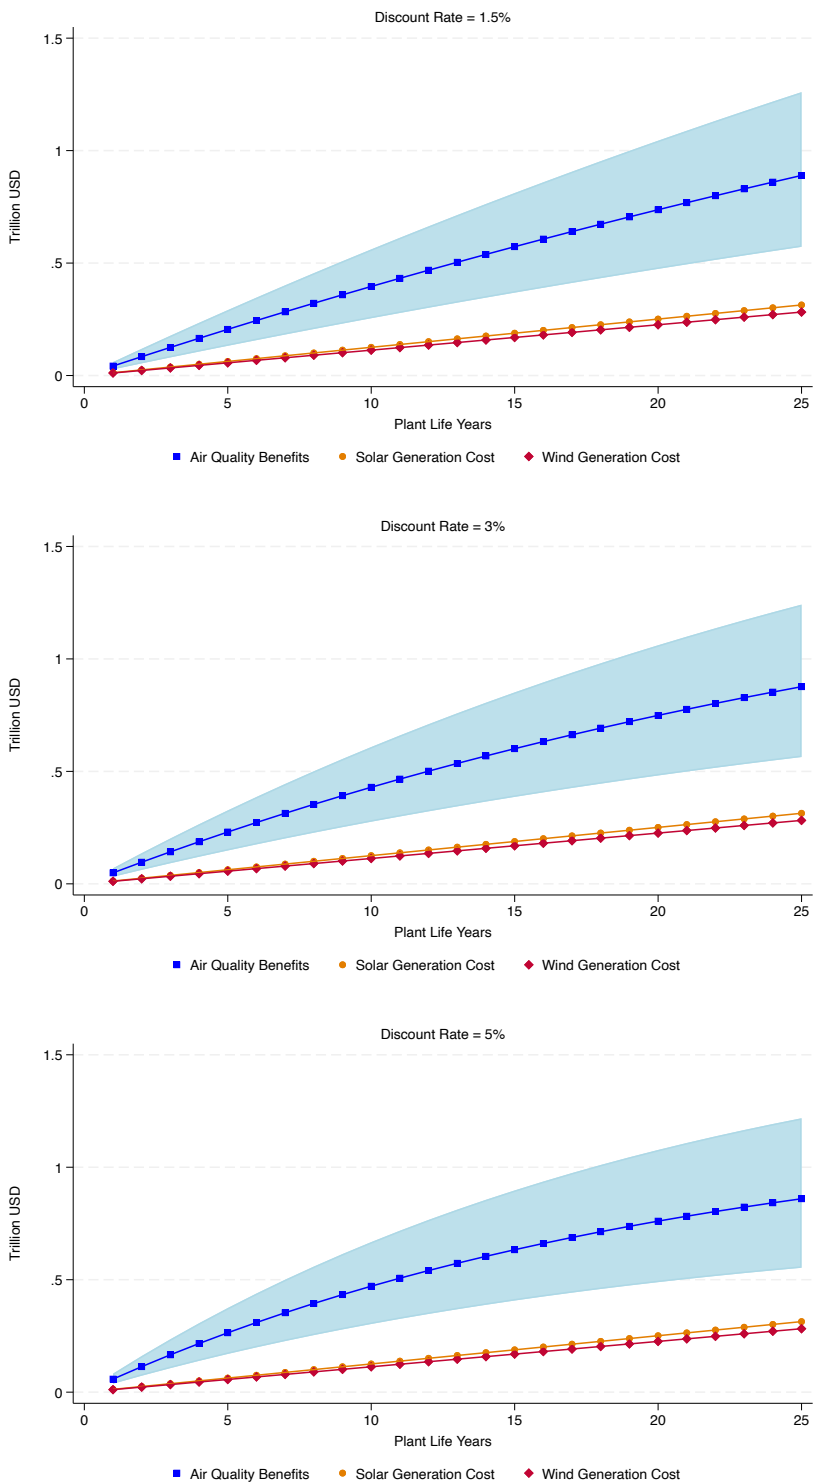 Discount Rate = 1.5%
1.5
1
.5
0
Trillion USD
0 5 10 15 20 25
Plant Life Years
Air Quality Benefits Solar Generation Cost Wind Generation Cost
Discount Rate = 3%
1.5
1
.5
0
Trillion USD
0 5 10 15 20 25
Plant Life Years
Air Quality Benefits Solar Generation Cost Wind Generation Cost
Discount Rate = 5%
1.5
1
.5
0
Trillion USD
0 5 10 15 20 25
Plant Life Years
Air Quality Benefits Solar Generation Cost Wind Generation Cost